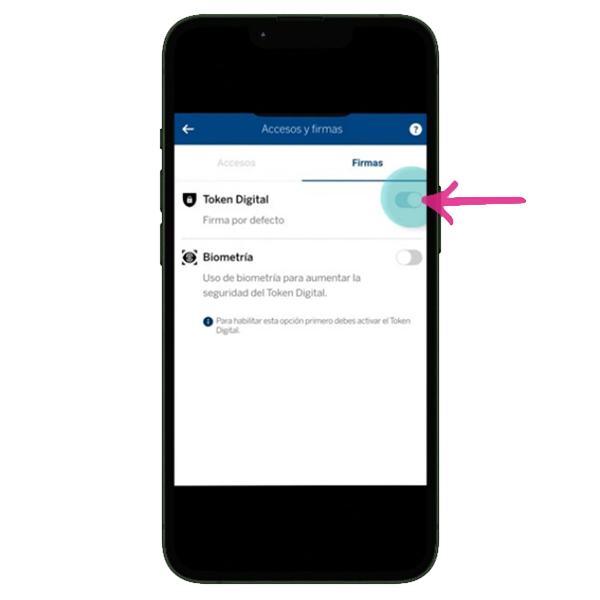 Accesos y firmas
?
Accesos
Firmas
Token Digital
Firma por defecto
Biometría
Uso de biometría para aumentar la
seguridad del Token Digital.
Para habilitar esta opción primero debes activar el Token
Digital.